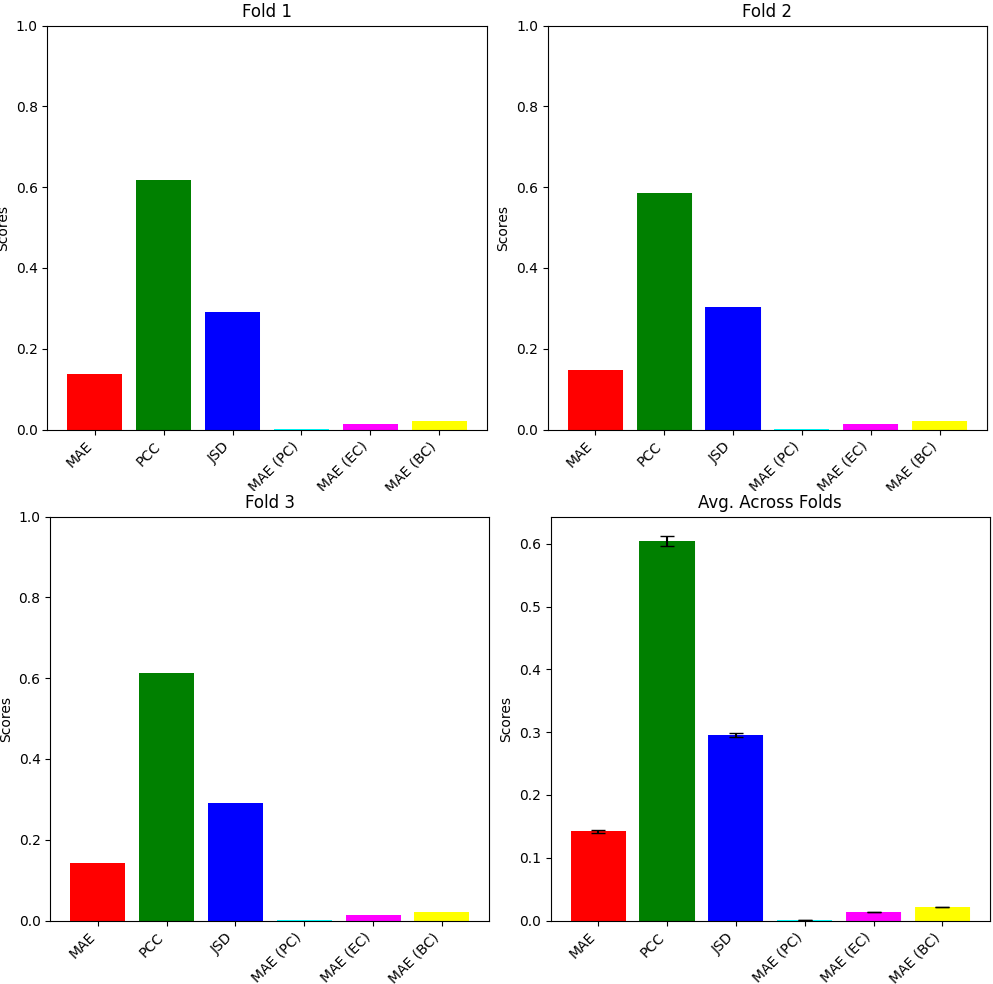 Fold 1
1.0
0.8
0.6
0.4
0.2
0.0
Scores
MAE
PCC
JSD
MAE (PC)
MAE (EC)
MAE (BC)
Fold 2
1.0
0.8
0.6
0.4
0.2
0.0
Scores
MAE
PCC
JSD
MAE (PC)
MAE (EC)
MAE (BC)
Fold 3
1.0
0.8
0.6
0.4
0.2
0.0
Scores
MAE
PCC
JSD
MAE (PC)
MAE (EC)
MAE (BC)
Avg. Across Folds
0.6
0.5
0.4
0.3
0.2
0.1
0.0
Scores
MAE
PCC
JSD
MAE (PC)
MAE (EC)
MAE (BC)